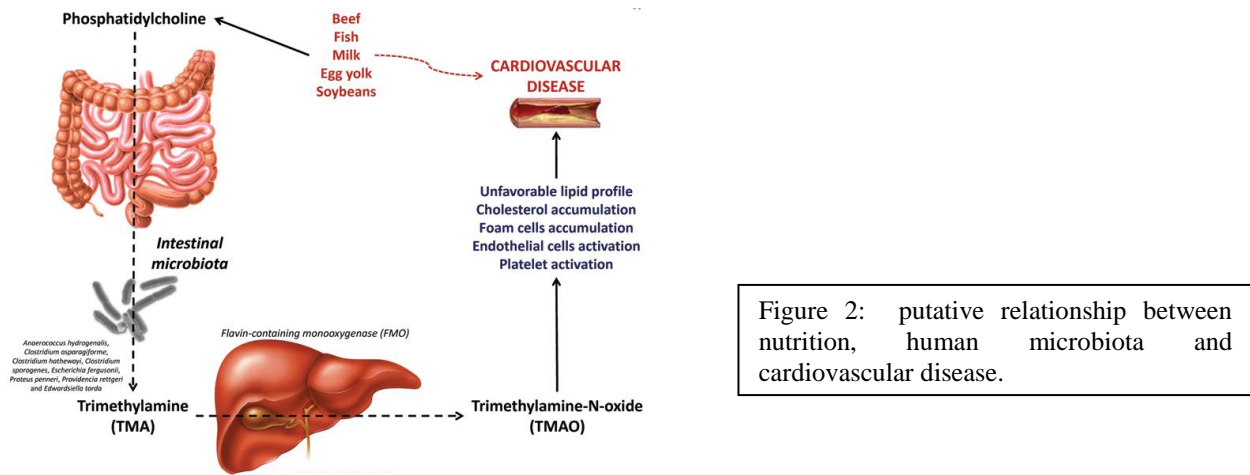 Phosphatidylcholine
Beef
Fish
Milk
Egg yolk
Soybeans
CARDIOVASCULAR
DISEASE
Unfavorable lipid profile
Cholesterol accumulation
Foam cells accumulation
Endothelial cells activation
Platelet activation
Intestinal
microbiota
Anaerococcus hydrogenalis,
Clostridium asparagiforme,
Clostridium hathewayi, Clostridium
sporogenes, Escherichia fergusonii,
Proteus penneri, Providencia rettgeri
and Edwardsiella tarda
Flavin-containing monooxygenase (FMO)
Trimethylamine
(TMA)
Trimethylamine-N-oxide
(TMAO)
Figure 2: putative relationship between
nutrition, human microbiota and
cardiovascular disease.